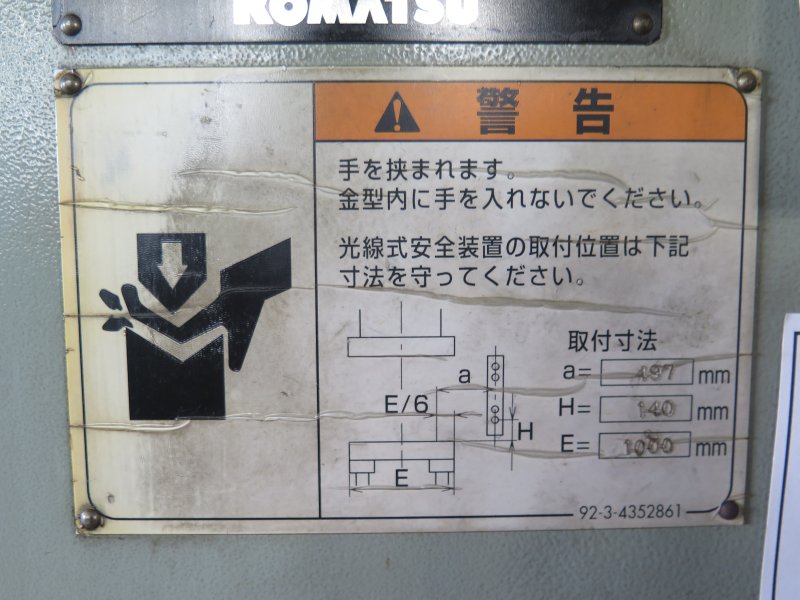 KOMATSU
警告
手を挟まれます。
金型内に手を入れないでください。
光線式安全装置の取付位置は下記
寸法を守ってください。
取付寸法
a= 497 mm
H= 140 mm
E= 1000 mm
a
E/6
H
E
92-3-4352861